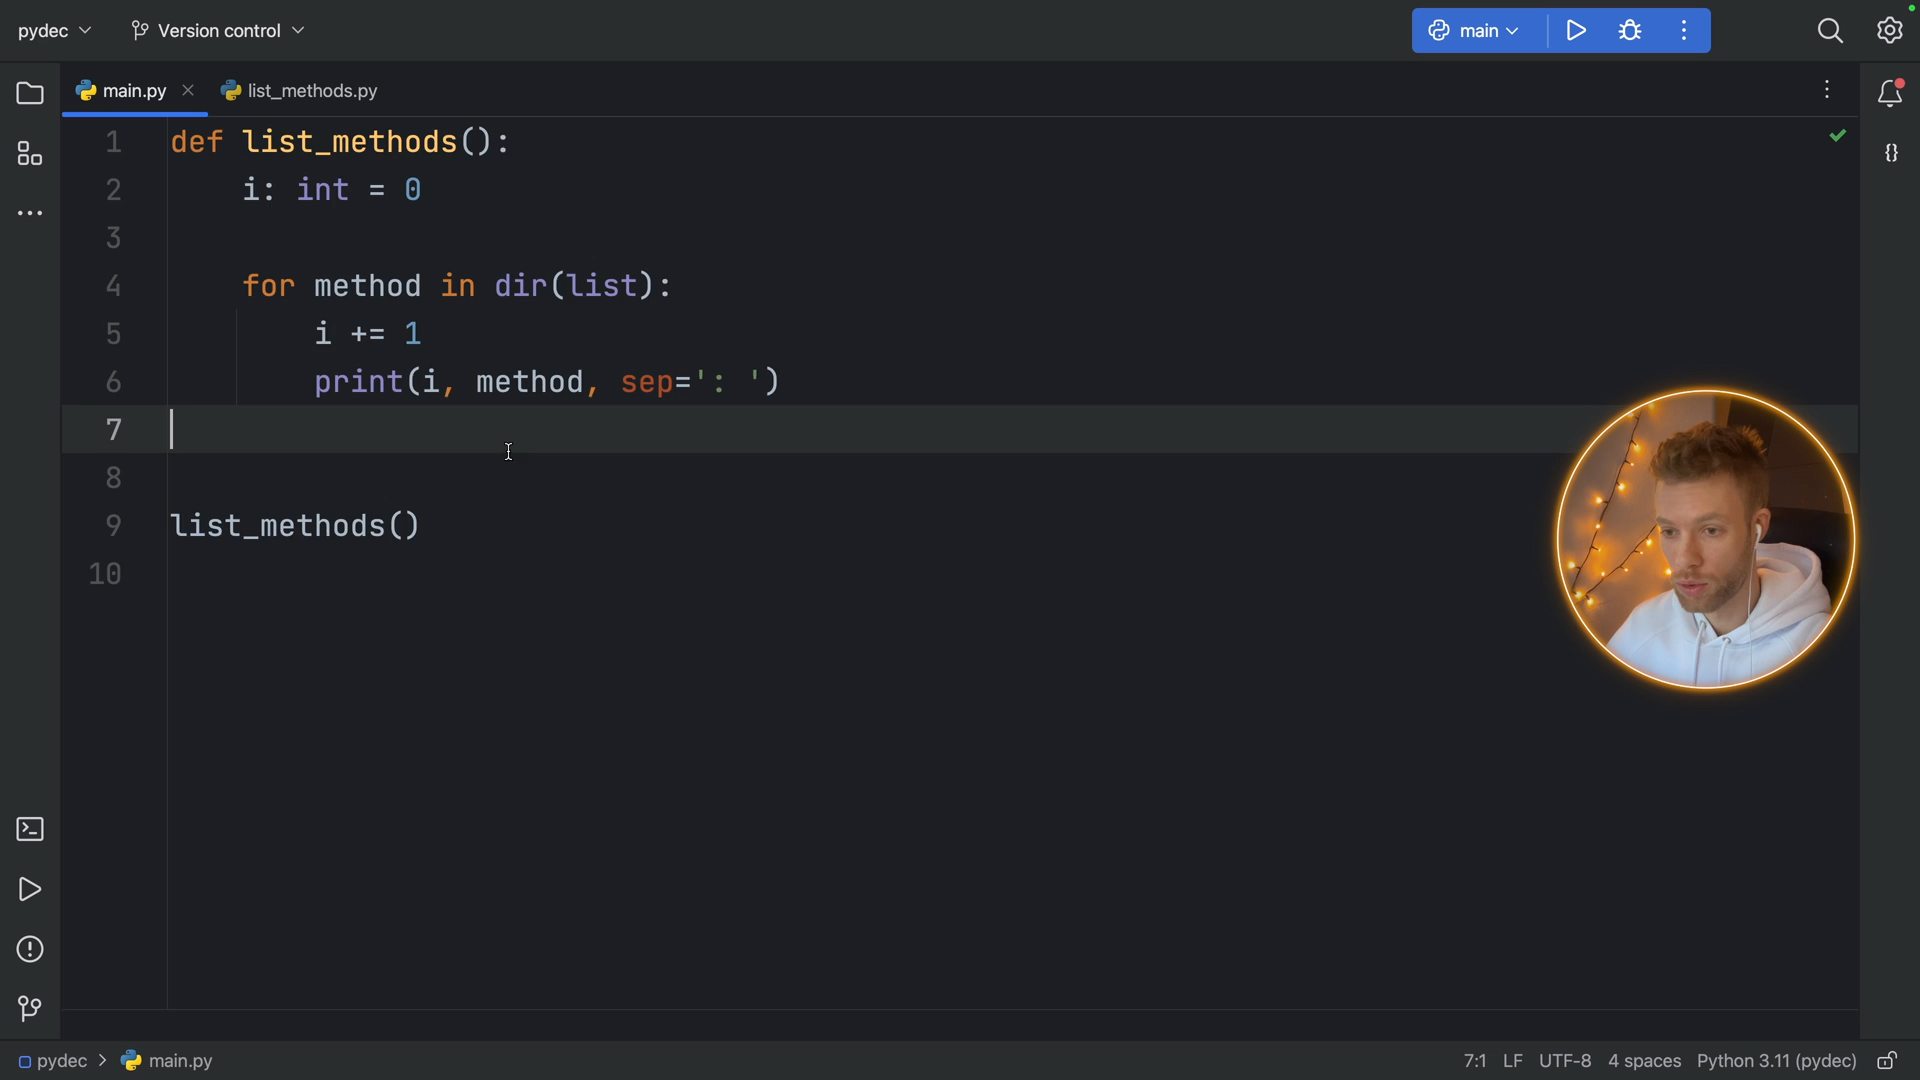 pydec
Version control
main
main.py
list_methods.py
1 def list_methods():
2     i: int = 0
3
4     for method in dir(list):
5         i += 1
6         print(i, method, sep=': ')
7
8
9 list_methods()
10
pydec > main.py
7:1 LF UTF-8 4 spaces Python 3.11 (pydec)